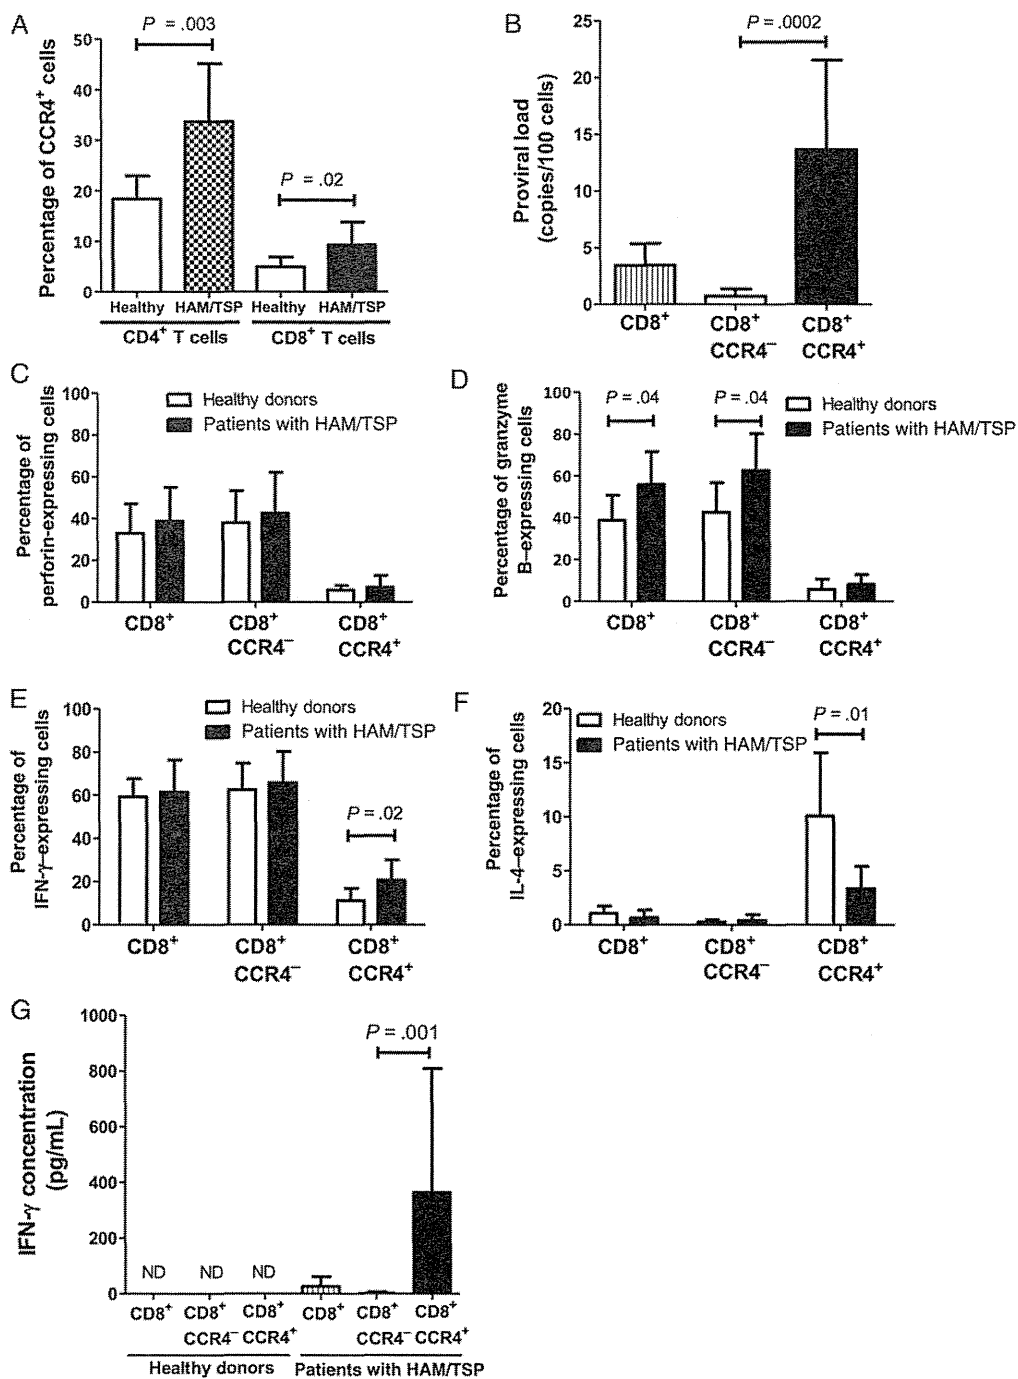 A
P = .003
50
40
30
20
10
0
Percentage of CCR4⁺ cells
P = .02
Healthy HAM/TSP Healthy HAM/TSP
CD4⁺ T cells CD8⁺ T cells
B
P = .0002
25
20
15
10
5
0
Proviral load
(copies/100 cells)
CD8⁺ CD8⁺ CD8⁺
CCR4⁻ CCR4⁺
C
100
80
60
40
20
0
Percentage of
perforin-expressing cells
Healthy donors
Patients with HAM/TSP
CD8⁺ CD8⁺ CD8⁺
CCR4⁻ CCR4⁺
D
100
80
60
40
20
0
Percentage of granzyme
B–expressing cells
P = .04 P = .04
Healthy donors
Patients with HAM/TSP
CD8⁺ CD8⁺ CD8⁺
CCR4⁻ CCR4⁺
E
100
80
60
40
20
0
Percentage of
IFN-γ–expressing cells
Healthy donors
Patients with HAM/TSP
P = .02
CD8⁺ CD8⁺ CD8⁺
CCR4⁻ CCR4⁺
F
20
15
10
5
0
Percentage of
IL-4–expressing cells
Healthy donors
Patients with HAM/TSP
P = .01
CD8⁺ CD8⁺ CD8⁺
CCR4⁻ CCR4⁺
G
1000
800
600
400
200
0
IFN-γ concentration
(pg/mL)
P = .001
ND ND ND
CD8⁺ CD8⁺ CD8⁺ CD8⁺ CD8⁺ CD8⁺
CCR4⁻ CCR4⁺ CCR4⁻ CCR4⁺
Healthy donors Patients with HAM/TSP